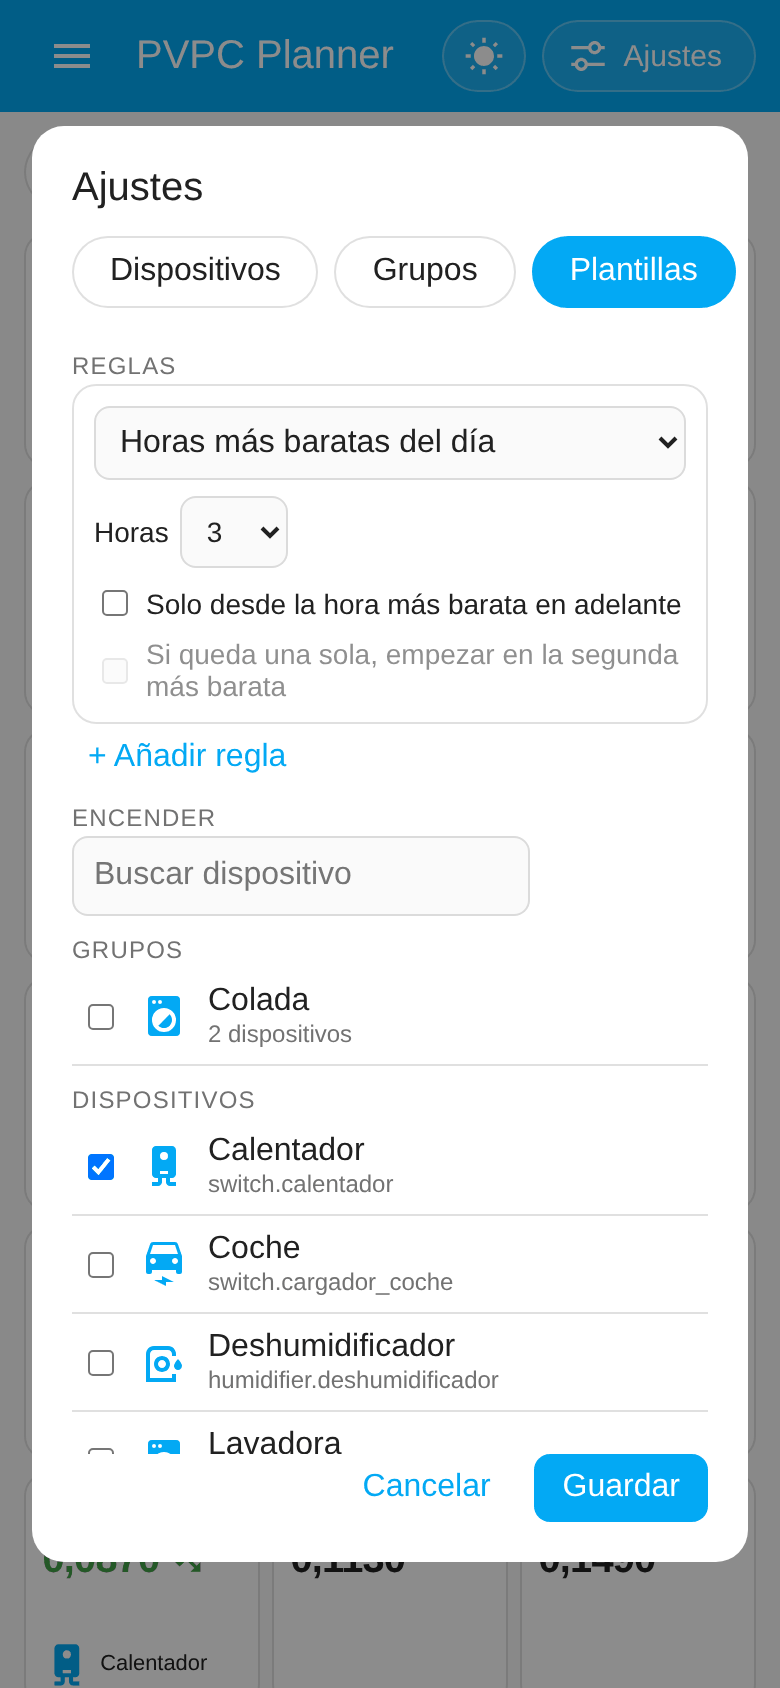 PVPC Planner
Ajustes
Ajustes
Dispositivos
Grupos
Plantillas
REGLAS
Horas más baratas del día
Horas 3
Solo desde la hora más barata en adelante
Si queda una sola, empezar en la segunda
más barata
+ Añadir regla
ENCENDER
Buscar dispositivo
GRUPOS
Colada
2 dispositivos
DISPOSITIVOS
Calentador
switch.calentador
Coche
switch.cargador_coche
Deshumidificador
humidifier.deshumidificador
Lavadora
Cancelar
Guardar
Calentador